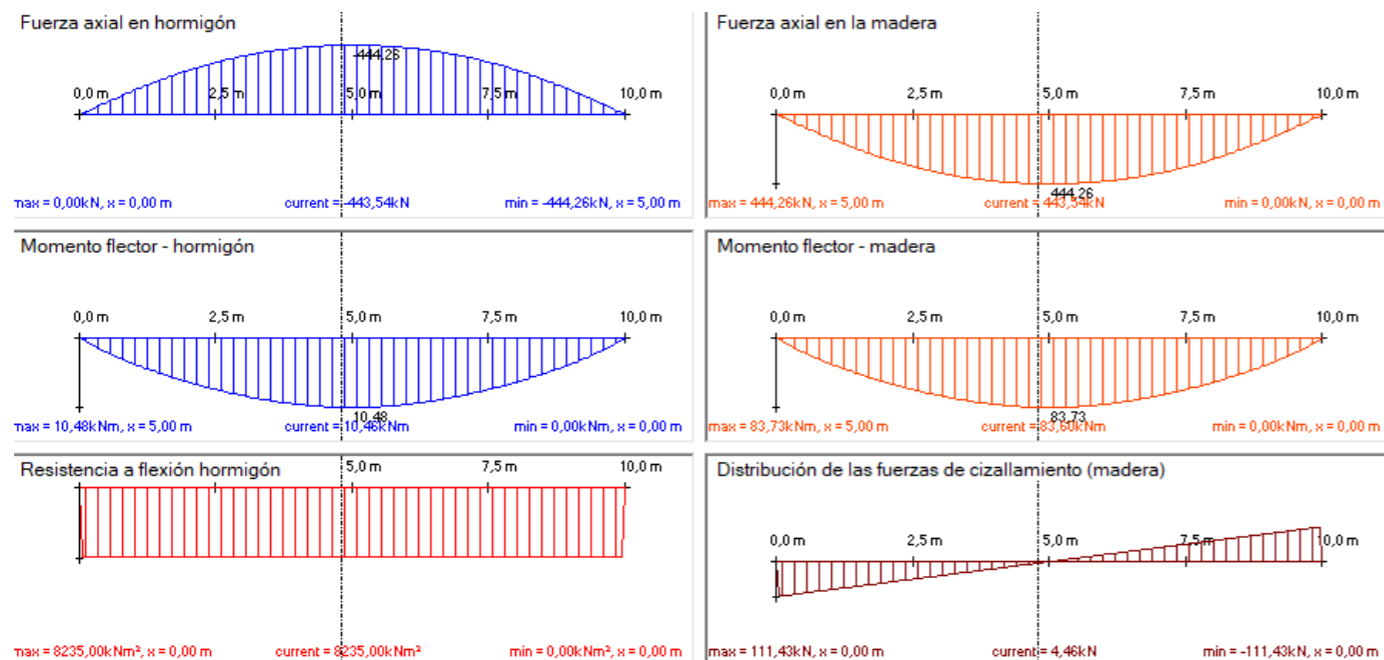 Fuerza axial en hormigón
-444,26
0,0 m 2,5 m 5,0 m 7,5 m 10,0 m
max = 0,00kN, x = 0,00 m current = -443,54kN min = -444,26kN, x = 5,00 m
Fuerza axial en la madera
0,0 m 2,5 m 5,0 m 7,5 m 10,0 m
444,26
max = 444,26kN, x = 5,00 m current = 443,54kN min = 0,00kN, x = 0,00 m
Momento flector - hormigón
0,0 m 2,5 m 5,0 m 7,5 m 10,0 m
10,48
max = 10,48kNm, x = 5,00 m current = 10,46kNm min = 0,00kNm, x = 0,00 m
Momento flector - madera
0,0 m 2,5 m 5,0 m 7,5 m 10,0 m
83,73
max = 83,73kNm, x = 5,00 m current = 83,60kNm min = 0,00kNm, x = 0,00 m
Resistencia a flexión hormigón 5,0 m 7,5 m 10,0 m
max = 8235,00kNm², x = 0,00 m current = 8235,00kNm² min = 0,00kNm², x = 0,00 m
Distribución de las fuerzas de cizallamiento (madera)
0,0 m 2,5 m 5,0 m 7,5 m 10,0 m
max = 111,43kN, x = 0,00 m current = 4,46kN min = -111,43kN, x = 0,00 m